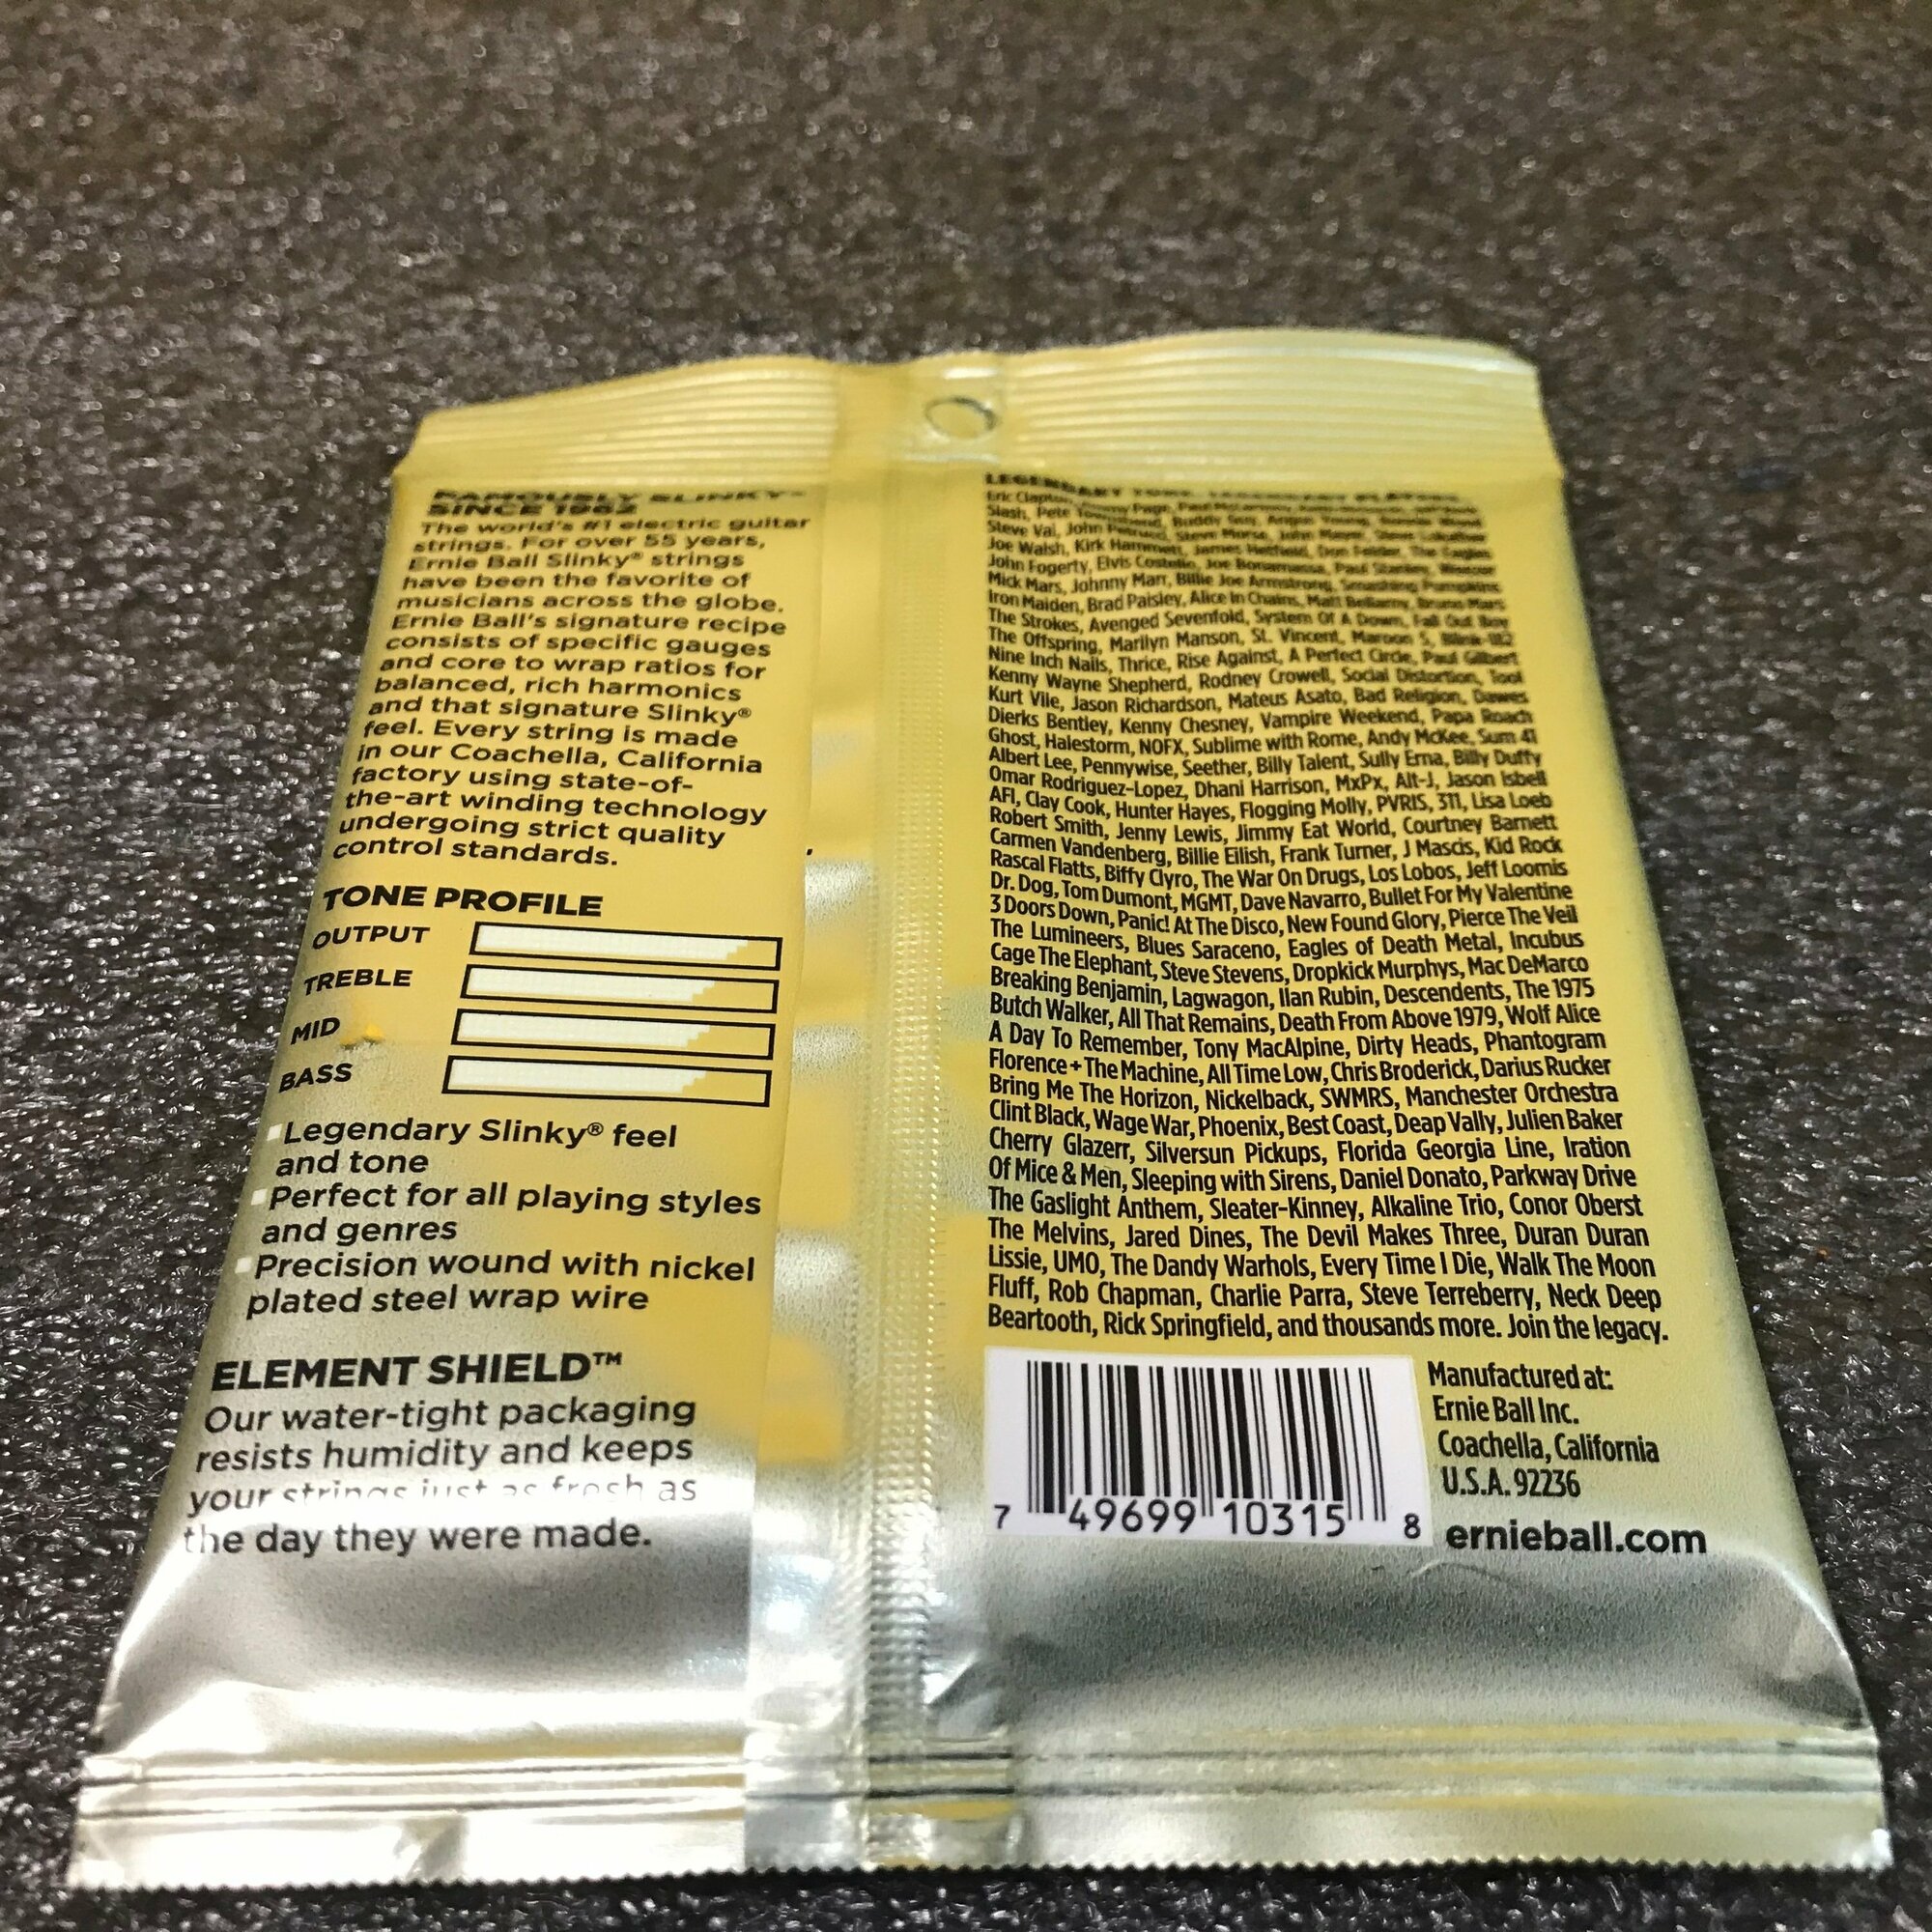 FAMOUSLY SLINKY™
SINCE 1962
The world's #1 electric guitar
strings. For over 55 years,
Ernie Ball Slinky® strings
have been the favorite of
musicians across the globe.
Ernie Ball's signature recipe
consists of specific gauges
and core to wrap ratios for
balanced, rich harmonics
and that signature Slinky®
feel. Every string is made
in our Coachella, California
factory using state-of-
the-art winding technology
undergoing strict quality
control standards.
TONE PROFILE
OUTPUT
TREBLE
MID
BASS
Legendary Slinky® feel
and tone
Perfect for all playing styles
and genres
Precision wound with nickel
plated steel wrap wire
ELEMENT SHIELD™
Our water-tight packaging
resists humidity and keeps
your strings just as fresh as
the day they were made.
LEGENDARY TONE. LEGENDARY PLAYERS.
Eric Clapton, Jimmy Page, Paul McCartney,
Slash, Pete Townshend, Buddy Guy, Angus Young,
Steve Vai, John Petrucci, Steve Morse, John Mayer, Steve Lukather
Joe Walsh, Kirk Hammett, James Hetfield, Don Felder, The Eagles
John Fogerty, Elvis Costello, Joe Bonamassa, Paul Stanley, Weezer
Mick Mars, Johnny Marr, Billie Joe Armstrong, Smashing Pumpkins
Iron Maiden, Brad Paisley, Alice In Chains, Matt Bellamy, Bruno Mars
The Strokes, Avenged Sevenfold, System Of A Down, Fall Out Boy
The Offspring, Marilyn Manson, St. Vincent, Maroon 5, Blink-182
Nine Inch Nails, Thrice, Rise Against, A Perfect Circle, Paul Gilbert
Kenny Wayne Shepherd, Rodney Crowell, Social Distortion, Tool
Kurt Vile, Jason Richardson, Mateus Asato, Bad Religion, Dawes
Dierks Bentley, Kenny Chesney, Vampire Weekend, Papa Roach
Ghost, Halestorm, NOFX, Sublime with Rome, Andy McKee, Sum 41
Albert Lee, Pennywise, Seether, Billy Talent, Sully Erna, Billy Duffy
Omar Rodriguez-Lopez, Dhani Harrison, MxPx, Alt-J, Jason Isbell
AFI, Clay Cook, Hunter Hayes, Flogging Molly, PVRIS, 311, Lisa Loeb
Robert Smith, Jenny Lewis, Jimmy Eat World, Courtney Barnett
Carmen Vandenberg, Billie Eilish, Frank Turner, J Mascis, Kid Rock
Rascal Flatts, Biffy Clyro, The War On Drugs, Los Lobos, Jeff Loomis
Dr. Dog, Tom Dumont, MGMT, Dave Navarro, Bullet For My Valentine
3 Doors Down, Panic! At The Disco, New Found Glory, Pierce The Veil
The Lumineers, Blues Saraceno, Eagles of Death Metal, Incubus
Cage The Elephant, Steve Stevens, Dropkick Murphys, Mac DeMarco
Breaking Benjamin, Lagwagon, Ilan Rubin, Descendents, The 1975
Butch Walker, All That Remains, Death From Above 1979, Wolf Alice
A Day To Remember, Tony MacAlpine, Dirty Heads, Phantogram
Florence + The Machine, All Time Low, Chris Broderick, Darius Rucker
Bring Me The Horizon, Nickelback, SWMRS, Manchester Orchestra
Clint Black, Wage War, Phoenix, Best Coast, Deap Vally, Julien Baker
Cherry Glazerr, Silversun Pickups, Florida Georgia Line, Iration
Of Mice & Men, Sleeping with Sirens, Daniel Donato, Parkway Drive
The Gaslight Anthem, Sleater-Kinney, Alkaline Trio, Conor Oberst
The Melvins, Jared Dines, The Devil Makes Three, Duran Duran
Lissie, UMO, The Dandy Warhols, Every Time I Die, Walk The Moon
Fluff, Rob Chapman, Charlie Parra, Steve Terreberry, Neck Deep
Beartooth, Rick Springfield, and thousands more. Join the legacy.
7 49699 10315 8
Manufactured at:
Ernie Ball Inc.
Coachella, California
U.S.A. 92236
ernieball.com